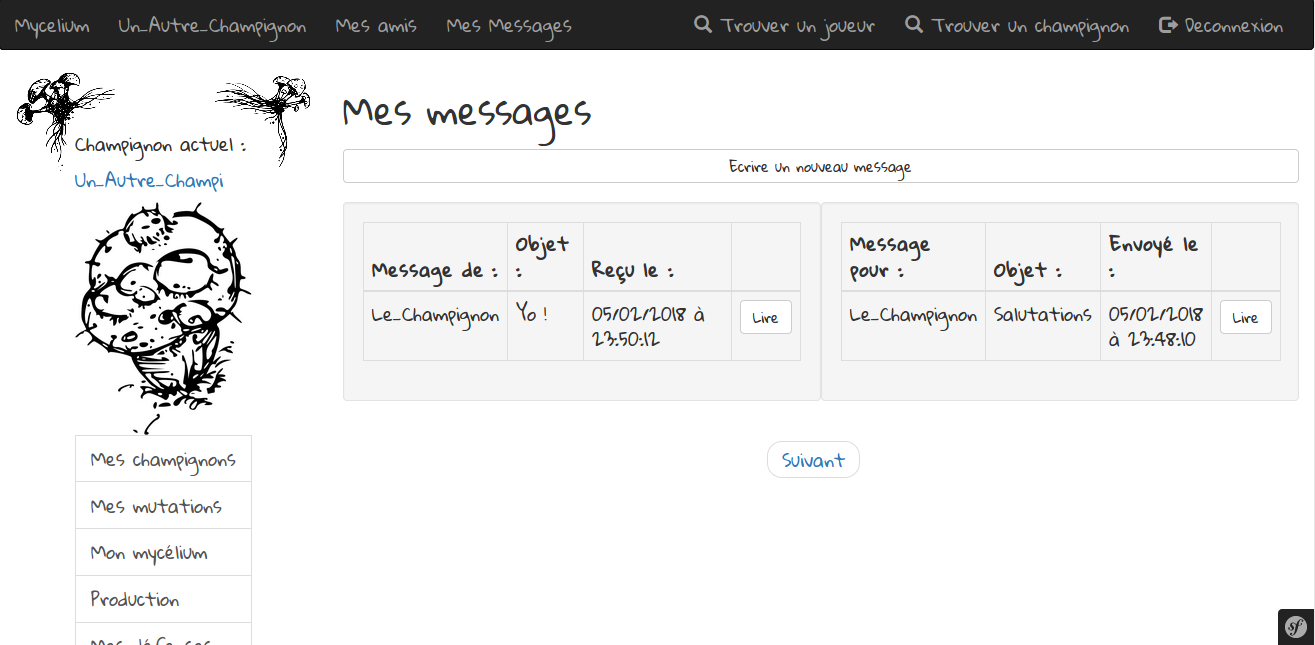 Mycelium Un_Autre_Champignon Mes amis Mes Messages Trouver un joueur Trouver un champignon Deconnexion
Champignon actuel :
Un_Autre_Champi
Mes champignons
Mes mutations
Mon mycélium
Production
Mes messages
Ecrire un nouveau message
Message de : Objet : Reçu le :
Le_Champignon Yo ! 05/02/2018 à 23:50:12 Lire
Message pour : Objet : Envoyé le :
Le_Champignon Salutations 05/02/2018 à 23:48:10 Lire
Suivant
sf